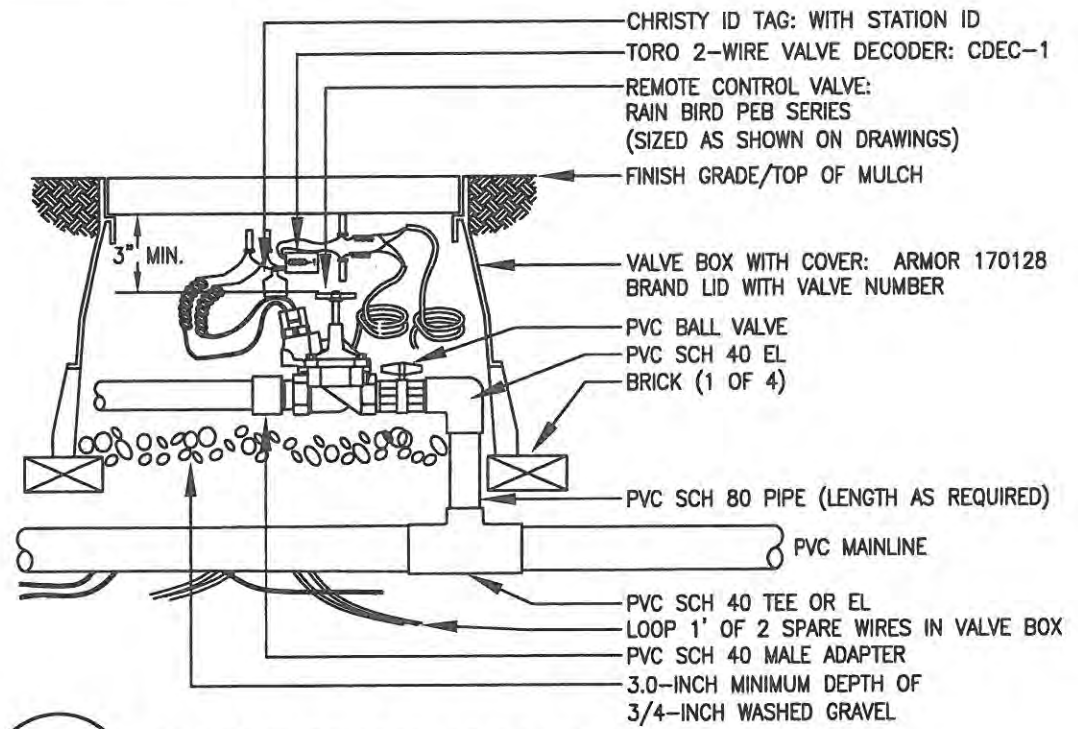 CHRISTY ID TAG: WITH STATION ID
TORO 2-WIRE VALVE DECODER: CDEC-1
REMOTE CONTROL VALVE:
RAIN BIRD PEB SERIES
(SIZED AS SHOWN ON DRAWINGS)
FINISH GRADE/TOP OF MULCH
3" MIN.
VALVE BOX WITH COVER: ARMOR 170128
BRAND LID WITH VALVE NUMBER
PVC BALL VALVE
PVC SCH 40 EL
BRICK (1 OF 4)
PVC SCH 80 PIPE (LENGTH AS REQUIRED)
PVC MAINLINE
PVC SCH 40 TEE OR EL
LOOP 1' OF 2 SPARE WIRES IN VALVE BOX
PVC SCH 40 MALE ADAPTER
3.0-INCH MINIMUM DEPTH OF
3/4-INCH WASHED GRAVEL